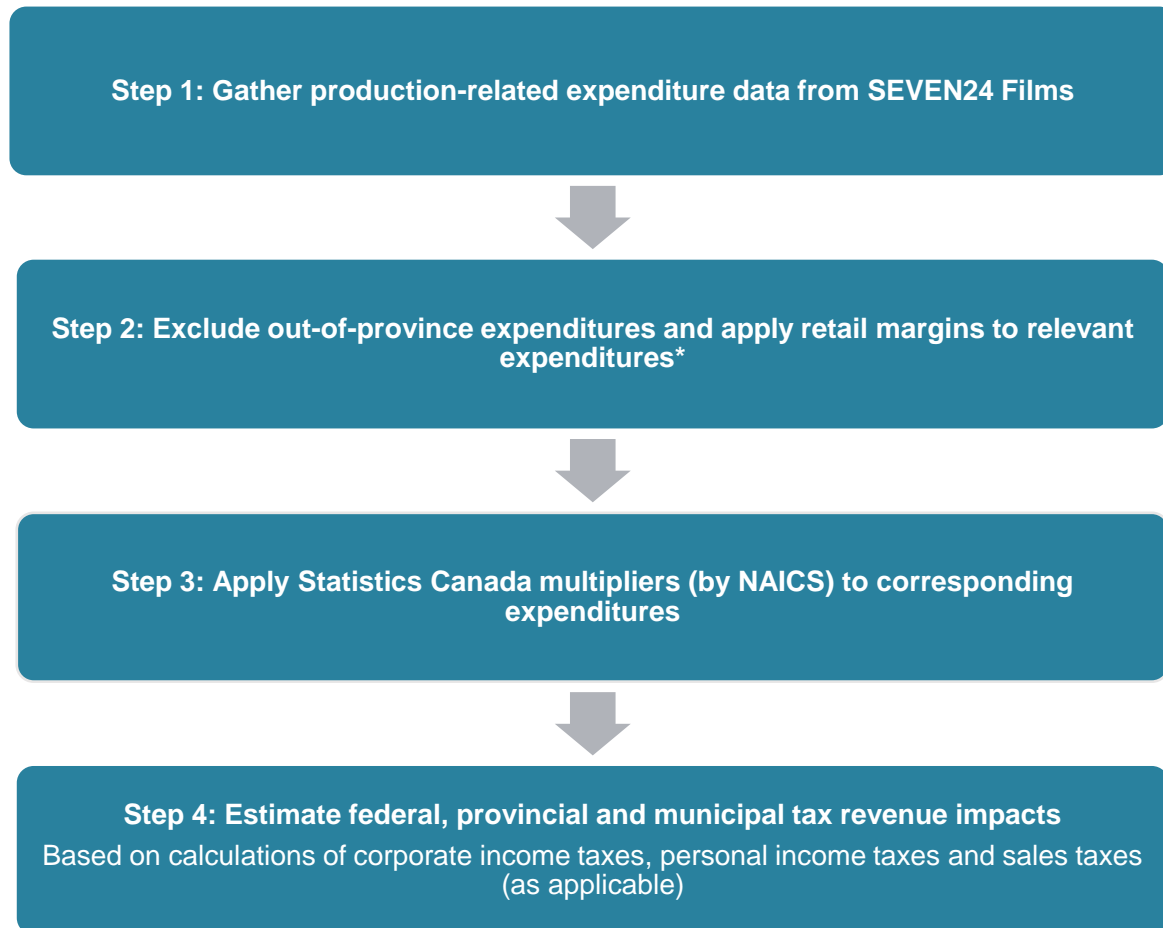 Step 1: Gather production-related expenditure data from SEVEN24 Films
Step 2: Exclude out-of-province expenditures and apply retail margins to relevant
expenditures*
Step 3: Apply Statistics Canada multipliers (by NAICS) to corresponding
expenditures
Step 4: Estimate federal, provincial and municipal tax revenue impacts
Based on calculations of corporate income taxes, personal income taxes and sales taxes
(as applicable)